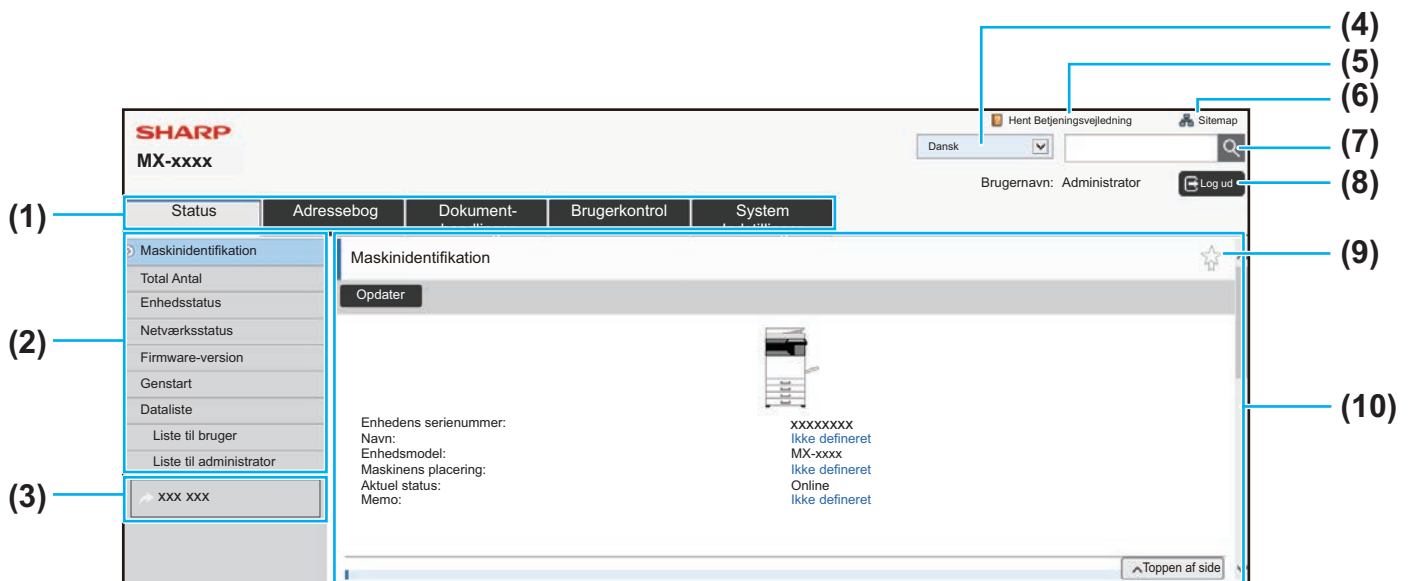 (4)
(5)
(6)
Hent Betjeningsvejledning Sitemap
SHARP
MX-xxxx
Dansk
(7)
Brugernavn: Administrator Log ud
(8)
(1)
Status Adressebog Dokument- Brugerkontrol System
Maskinidentifikation
Total Antal
Enhedsstatus
Netværksstatus
Firmware-version
Genstart
Dataliste
Liste til bruger
Liste til administrator
(2)
(3)
xxx xxx
Maskinidentifikation
(9)
Opdater
(10)
Enhedens serienummer: xxxxxxxx
Navn: Ikke defineret
Enhedsmodel: MX-xxxx
Maskinens placering: Ikke defineret
Aktuel status: Online
Memo: Ikke defineret
Toppen af side